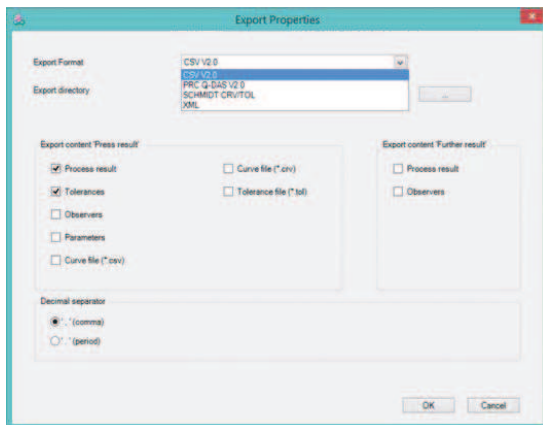 Export Properties
Export Format
CSV V2.0
CSV V2.0
PRC Q-DAS V2.0
SCHMIDT CRV/TOL
XML
Export directory
...
Export content 'Press result'
Export content 'Further result'
Process result
Curve file (*.crv)
Process result
Tolerances
Tolerance file (*.tol)
Observers
Observers
Parameters
Curve file (*.csv)
Decimal separator
' , ' (comma)
' . ' (period)
OK
Cancel